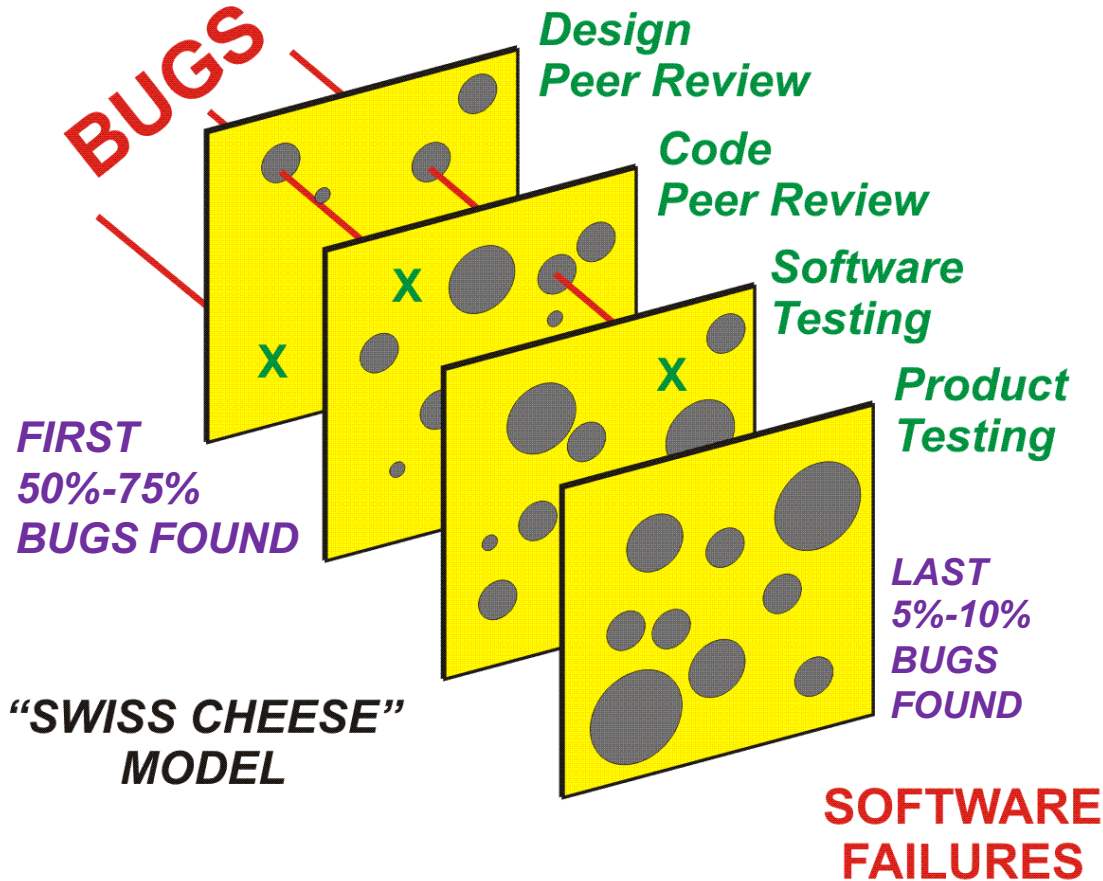 BUGS
Design
Peer Review
Code
Peer Review
Software
Testing
Product
Testing
X
X
X
FIRST
50%-75%
BUGS FOUND
LAST
5%-10%
BUGS
FOUND
“SWISS CHEESE”
MODEL
SOFTWARE
FAILURES